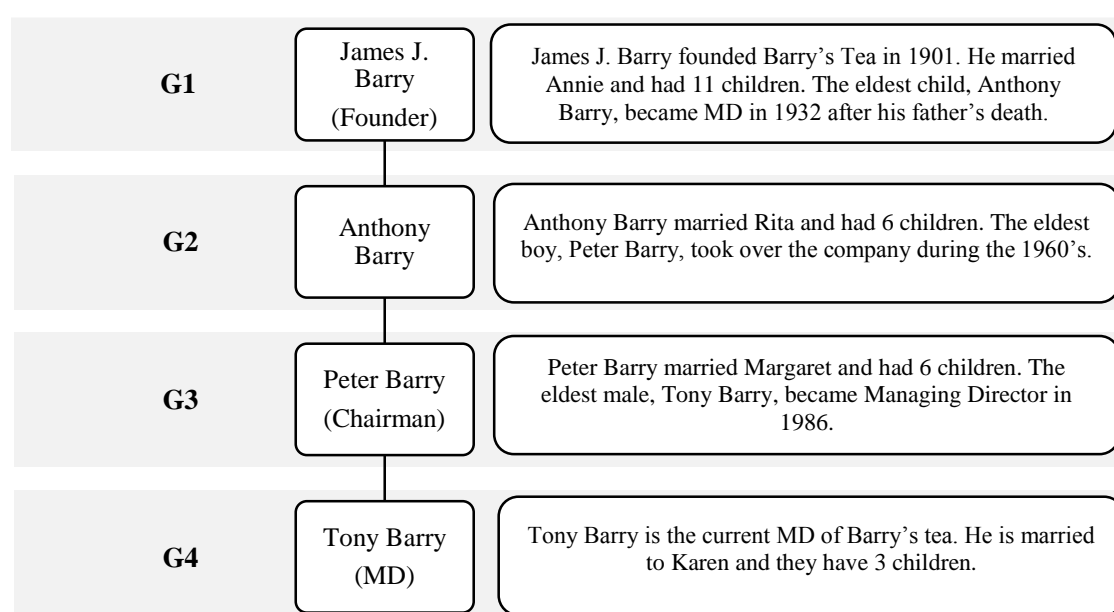 G1
James J.
Barry
(Founder)
James J. Barry founded Barry’s Tea in 1901. He married
Annie and had 11 children. The eldest child, Anthony
Barry, became MD in 1932 after his father’s death.
G2
Anthony
Barry
Anthony Barry married Rita and had 6 children. The eldest
boy, Peter Barry, took over the company during the 1960’s.
G3
Peter Barry
(Chairman)
Peter Barry married Margaret and had 6 children. The
eldest male, Tony Barry, became Managing Director in
1986.
G4
Tony Barry
(MD)
Tony Barry is the current MD of Barry’s tea. He is married
to Karen and they have 3 children.